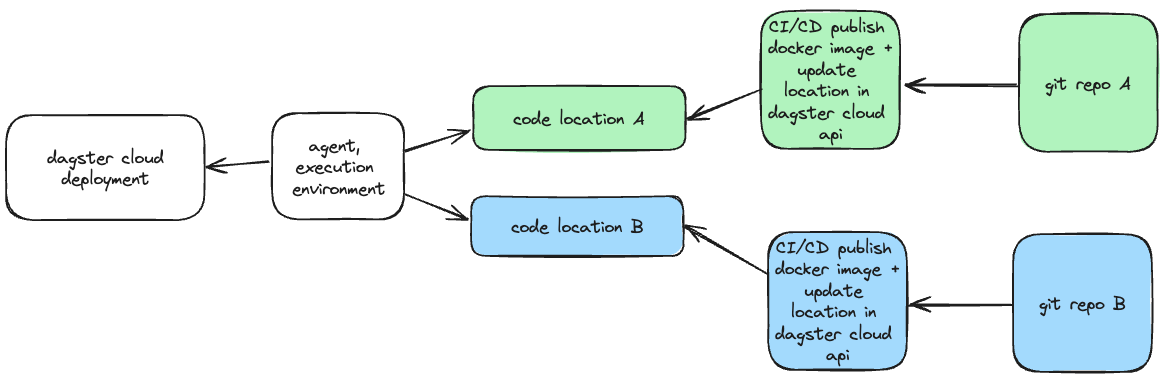 dagster cloud
deployment
agent,
execution
environment
code location A
code location B
CI/CD publish
docker image +
update
location in
dagster cloud
api
git repo A
CI/CD publish
docker image +
update
location in
dagster cloud
api
git repo B